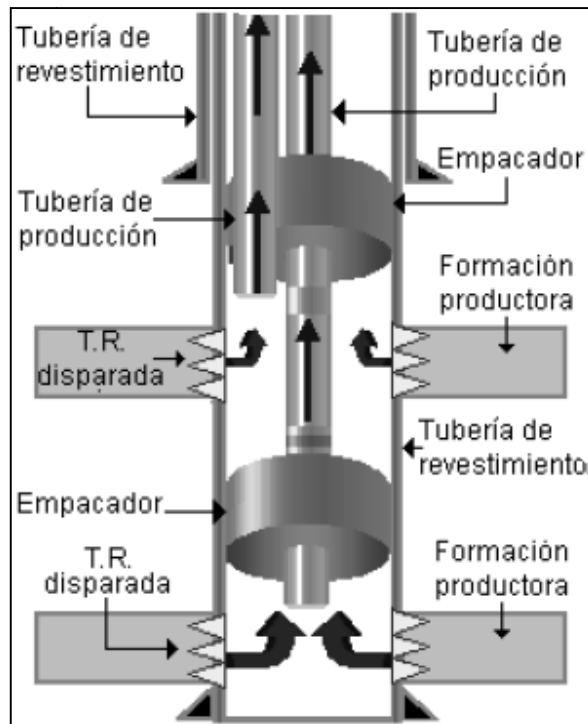 Tubería de
revestimiento
Tubería de
producción
Empacador
Tubería de
producción
Formación
productora
T.R.
disparada
Tubería de
revestimiento
Empacador
T.R.
disparada
Formación
productora